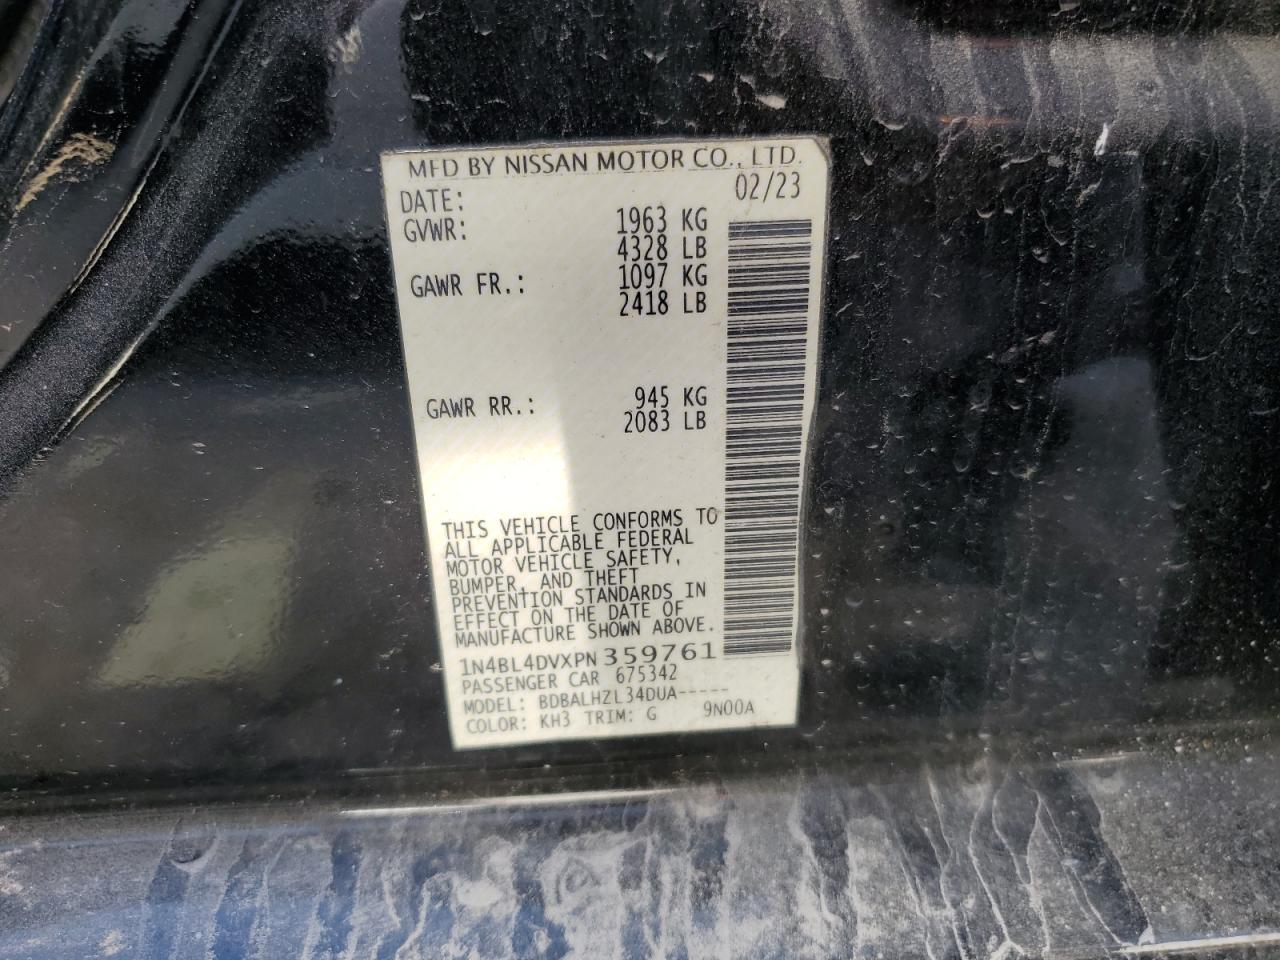 MFD BY NISSAN MOTOR CO., LTD.
DATE: 02/23
GVWR: 1963 KG
4328 LB
GAWR FR.: 1097 KG
2418 LB
GAWR RR.: 945 KG
2083 LB
THIS VEHICLE CONFORMS TO
ALL APPLICABLE FEDERAL
MOTOR VEHICLE SAFETY,
BUMPER, AND THEFT
PREVENTION STANDARDS IN
EFFECT ON THE DATE OF
MANUFACTURE SHOWN ABOVE.
1N4BL4DVXPN359761
PASSENGER CAR 675342
MODEL: BDBALHZL34DUA-----
COLOR: KH3 TRIM: G 9N00A